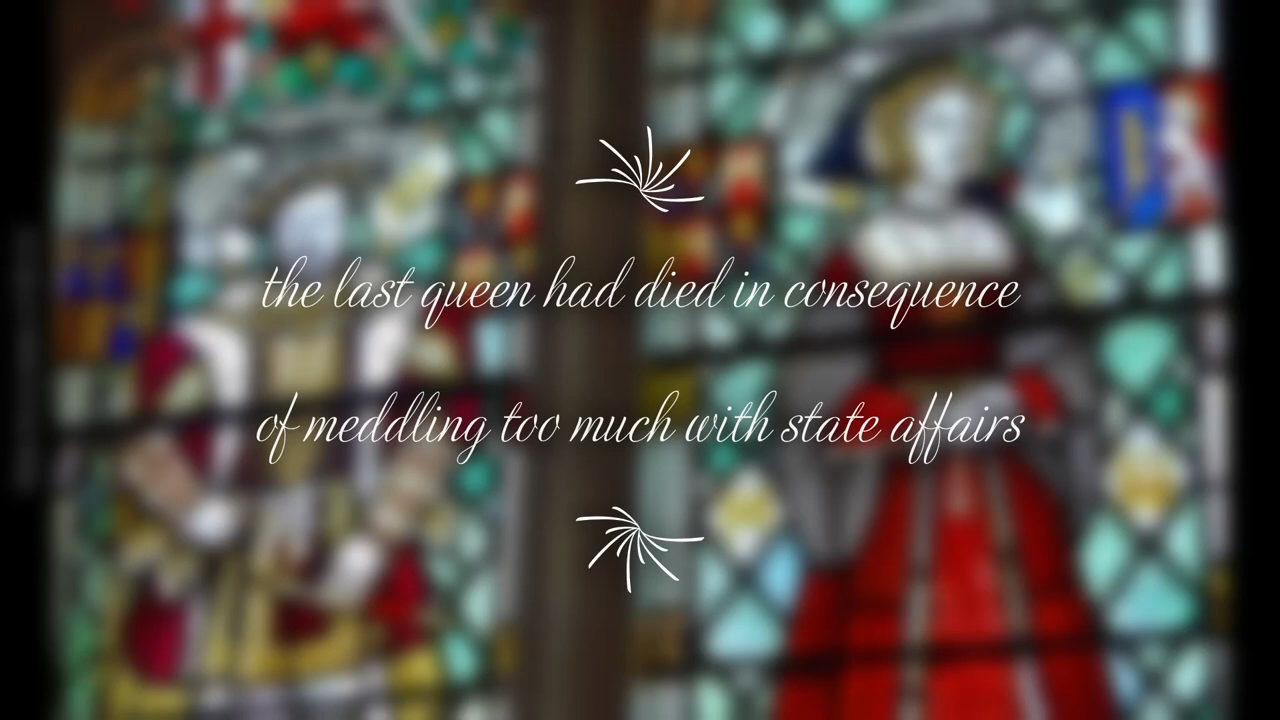 the last queen had died in consequence
of meddling too much with state affairs